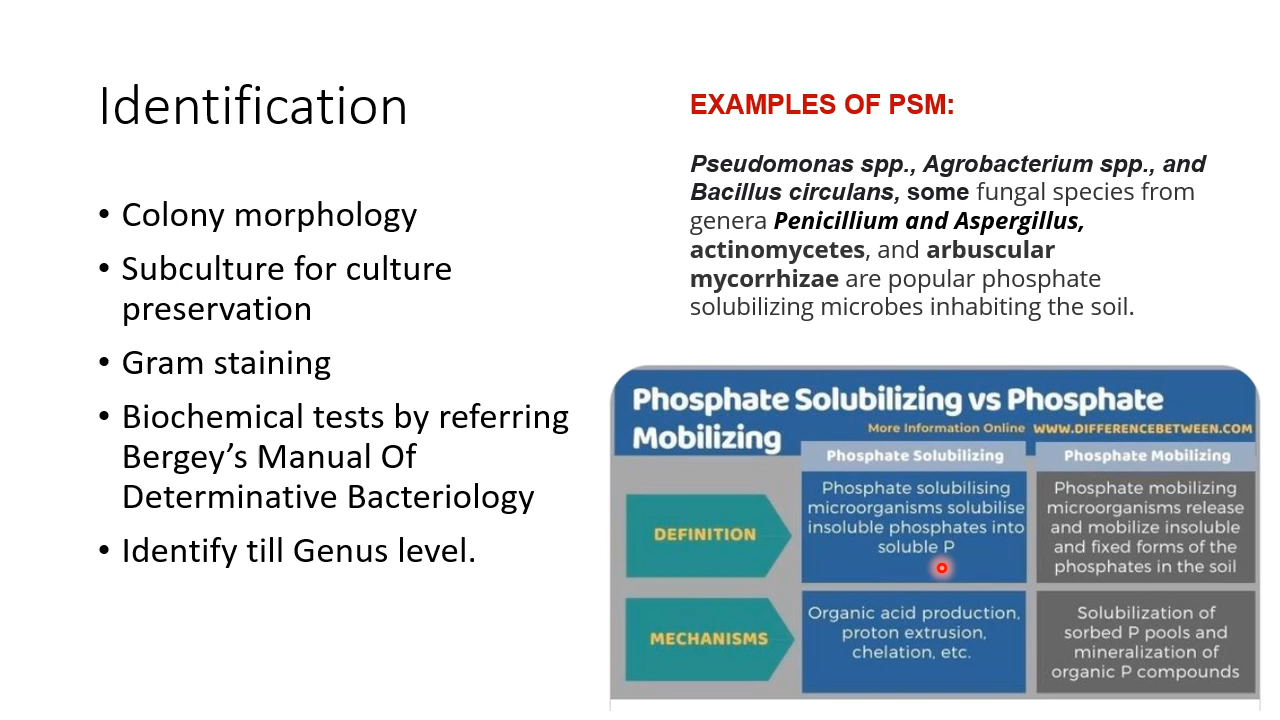 Identification
• Colony morphology
• Subculture for culture
preservation
• Gram staining
• Biochemical tests by referring
Bergey’s Manual Of
Determinative Bacteriology
• Identify till Genus level.
EXAMPLES OF PSM:
Pseudomonas spp., Agrobacterium spp., and
Bacillus circulans, some fungal species from
genera Penicillium and Aspergillus,
actinomycetes, and arbuscular
mycorrhizae are popular phosphate
solubilizing microbes inhabiting the soil.
Phosphate Solubilizing vs Phosphate
Mobilizing
More Information Online WWW.DIFFERENCEBETWEEN.COM
Phosphate Solubilizing
Phosphate Mobilizing
DEFINITION
Phosphate solubilising
microorganisms solubilise
insoluble phosphates into
soluble P
Phosphate mobilizing
microorganisms release
and mobilize insoluble
and fixed forms of the
phosphates in the soil
MECHANISMS
Organic acid production,
proton extrusion,
chelation, etc.
Solubilization of
sorbed P pools and
mineralization of
organic P compounds